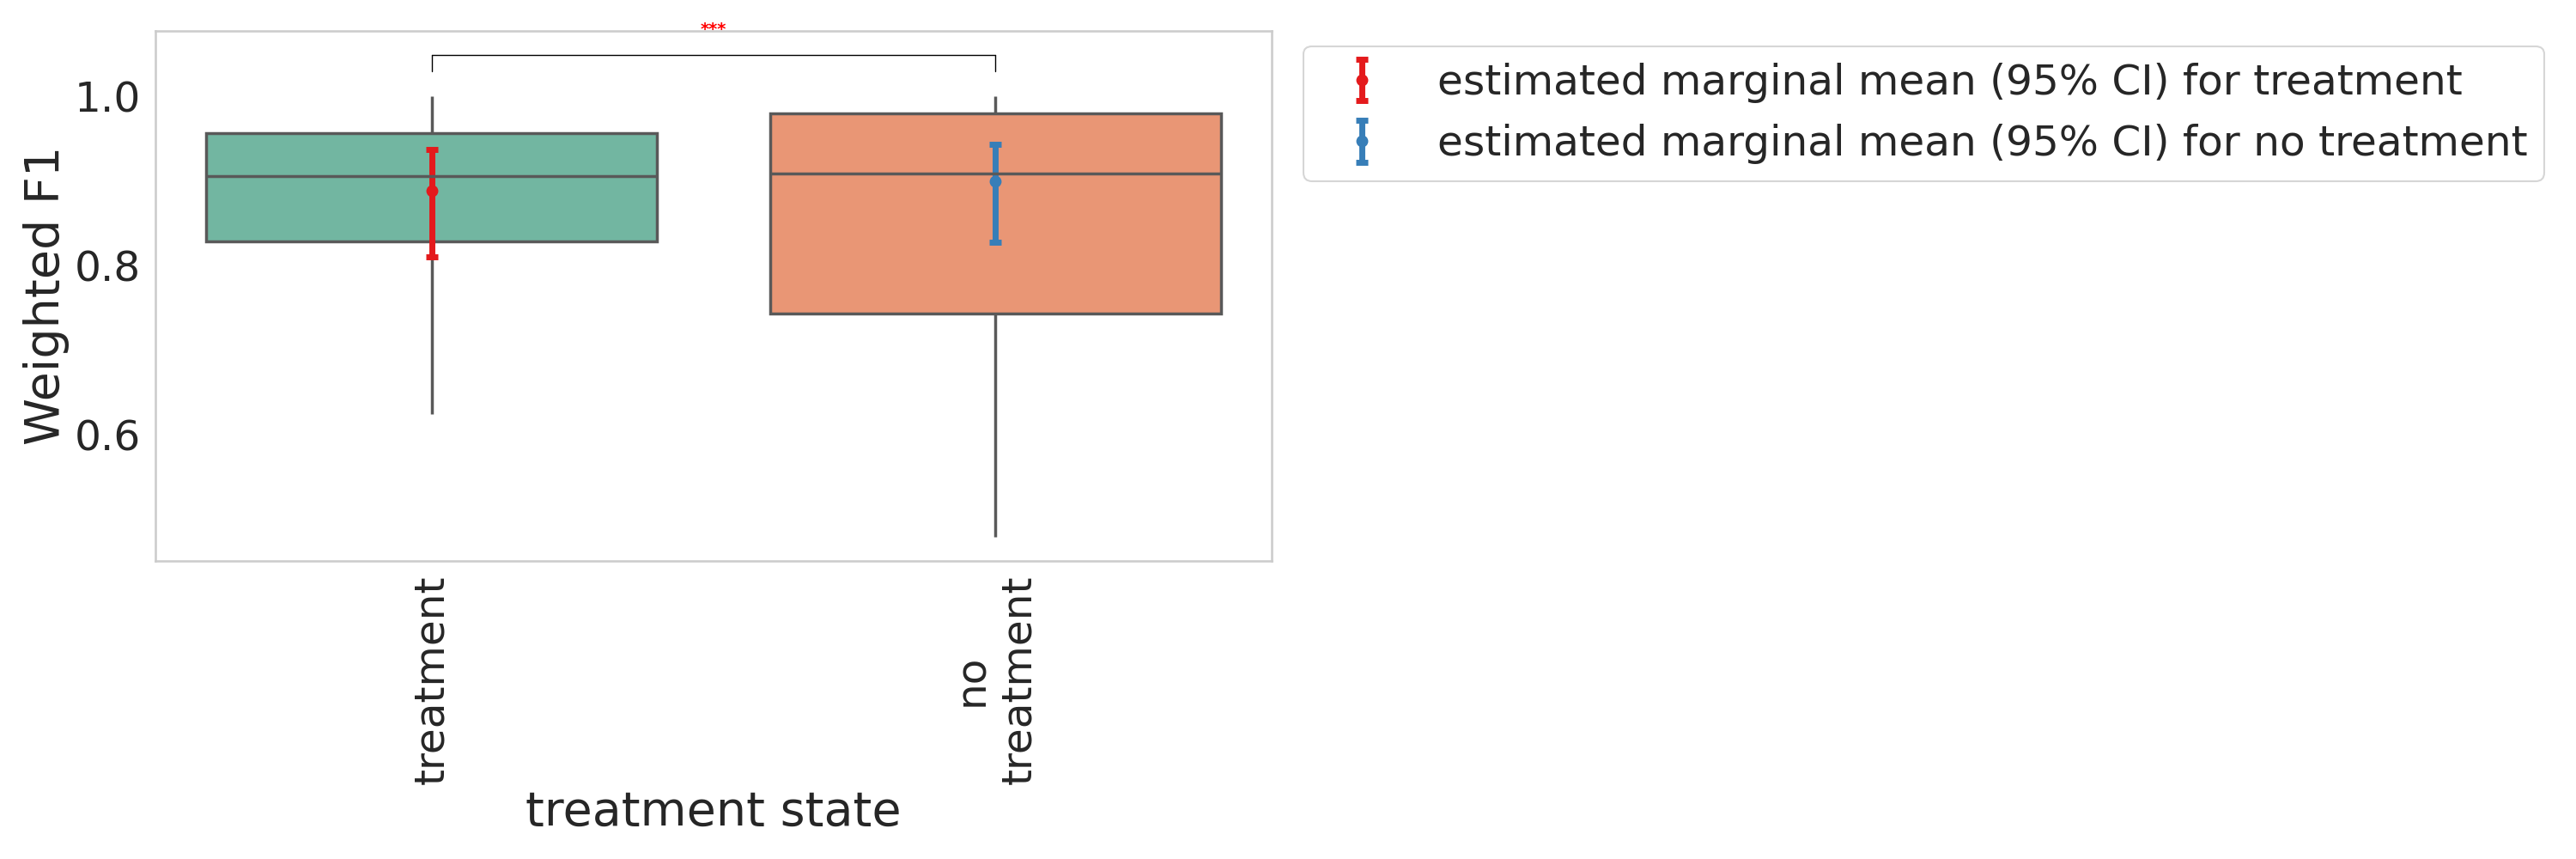 ***
Weighted F1
1.0
0.8
0.6
treatment
no
treatment
treatment state
estimated marginal mean (95% CI) for treatment
estimated marginal mean (95% CI) for no treatment